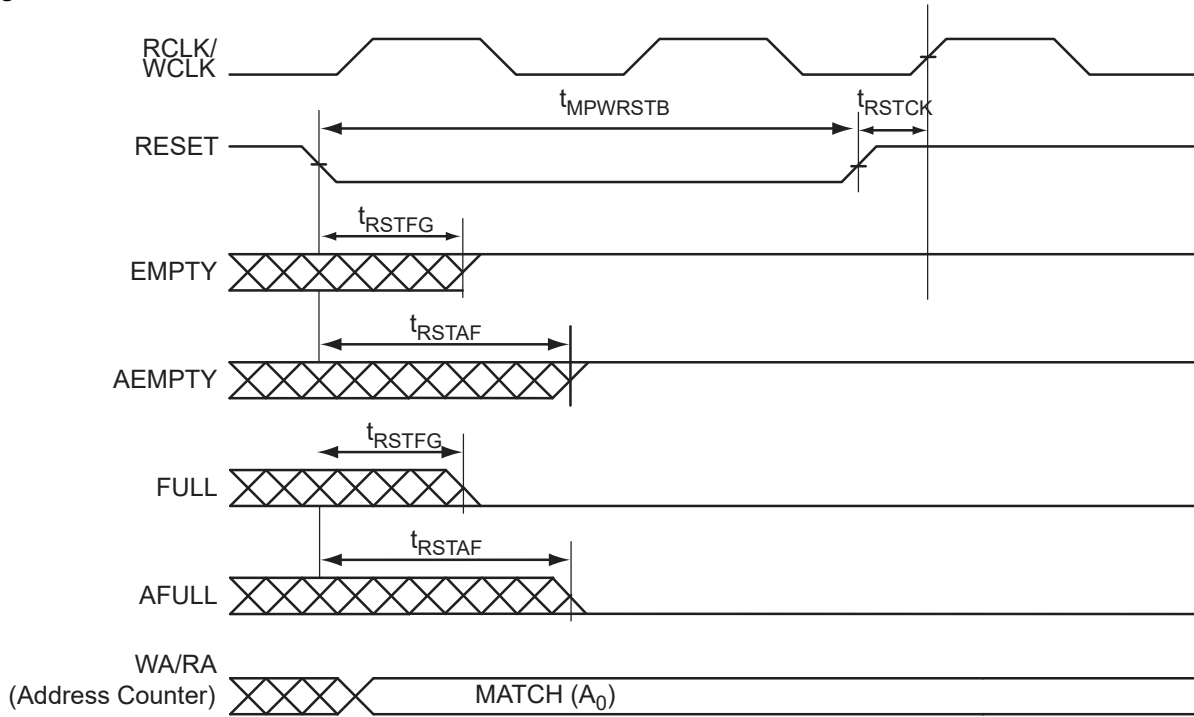 RCLK/
WCLK
tMPWRSTB
tRSTCK
RESET
tRSTFG
EMPTY
tRSTAF
AEMPTY
tRSTFG
FULL
tRSTAF
AFULL
WA/RA
(Address Counter)
MATCH (A0)